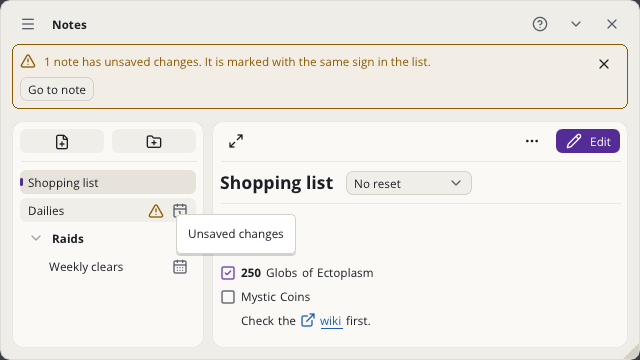 Notes
1 note has unsaved changes. It is marked with the same sign in the list.
Go to note
Edit
Shopping list
Dailies
Raids
Weekly clears
Shopping list
No reset
Unsaved changes
250 Globs of Ectoplasm
Mystic Coins
Check the wiki first.